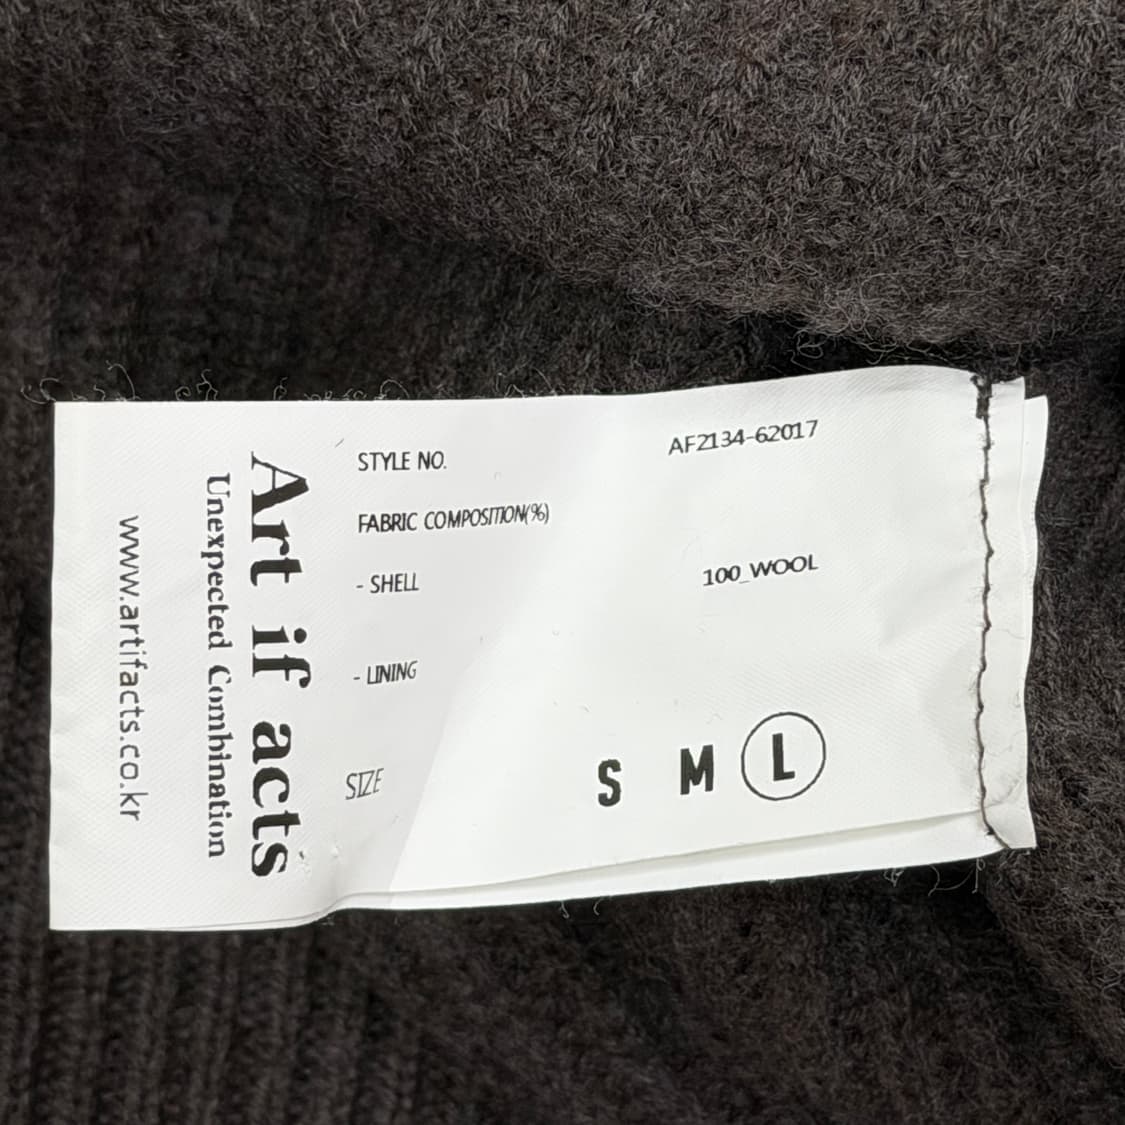 Art if acts
Unexpected Combination
www.artifacts.co.kr
STYLE NO. AF2134-62017
FABRIC COMPOSITION(%)
- SHELL 100_WOOL
- LINING
SIZE S M L